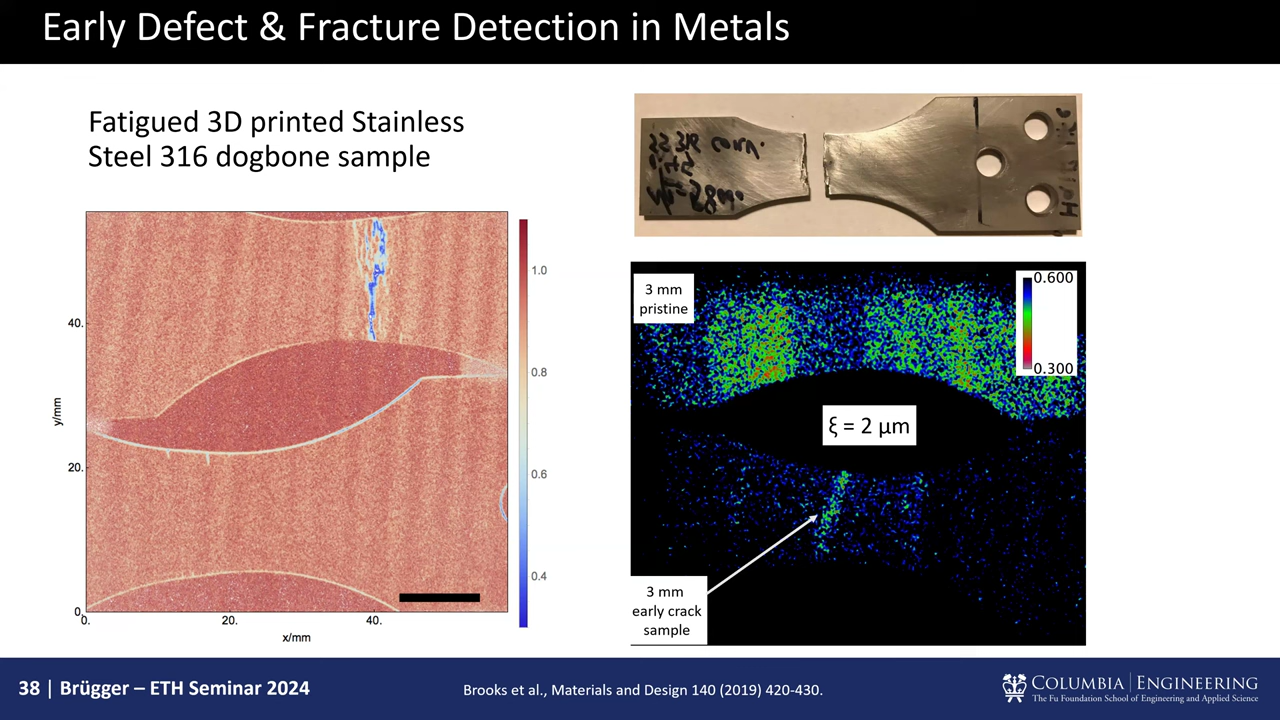 Early Defect & Fracture Detection in Metals
Fatigued 3D printed Stainless
Steel 316 dogbone sample
y/mm
40.
20.
0.
0.
20.
40.
x/mm
1.0
0.8
0.6
0.4
SS 316
3 mm
pristine
0.600
0.300
ξ = 2 μm
3 mm
early crack
sample
38 | Brügger – ETH Seminar 2024
Brooks et al., Materials and Design 140 (2019) 420-430.
COLUMBIA | ENGINEERING
The Fu Foundation School of Engineering and Applied Science